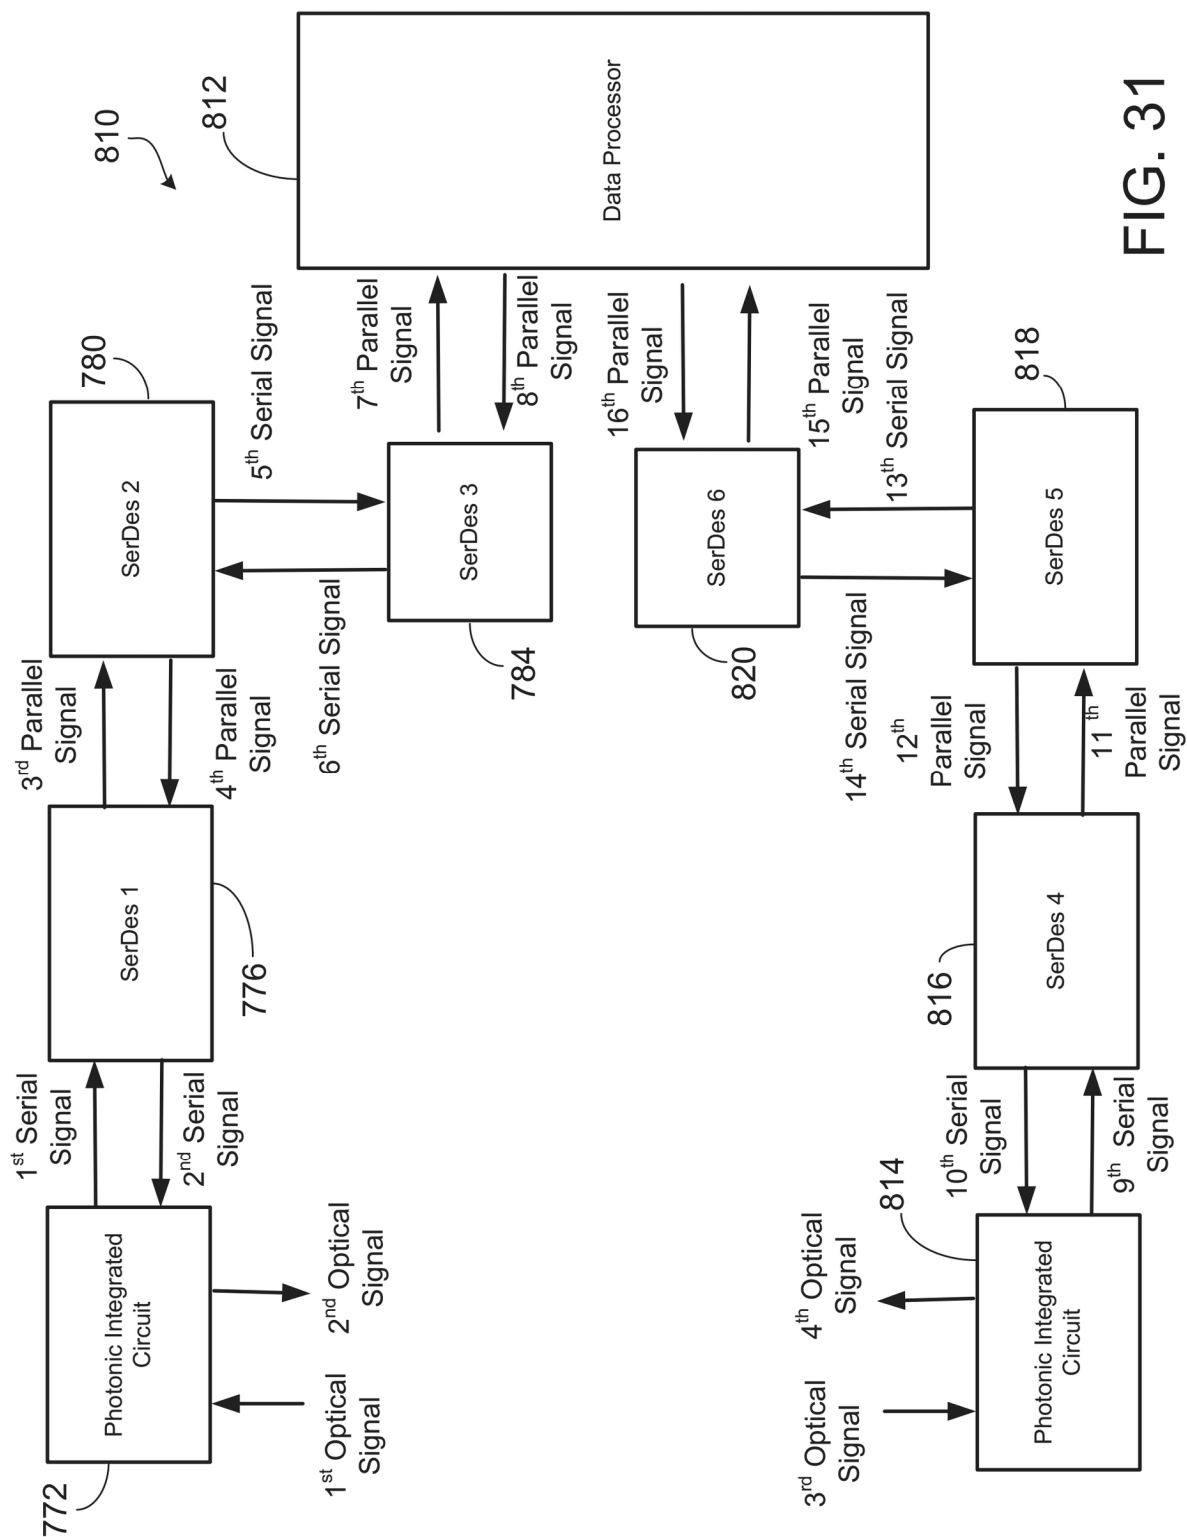 810
772
Photonic Integrated
Circuit
1st Optical
Signal
2nd Optical
Signal
1st Serial
Signal
2nd Serial
Signal
SerDes 1
776
3rd Parallel
Signal
4th Parallel
Signal
780
SerDes 2
5th Serial Signal
6th Serial Signal
SerDes 3
784
7th Parallel
Signal
8th Parallel
Signal
812
Data Processor
16th Parallel
Signal
15th Parallel
Signal
SerDes 6
820
13th Serial Signal
14th Serial Signal
818
SerDes 5
12th
Parallel
Signal
11th
Parallel
Signal
816
SerDes 4
10th Serial
Signal
9th Serial
Signal
814
Photonic Integrated
Circuit
4th Optical
Signal
3rd Optical
Signal
FIG. 31